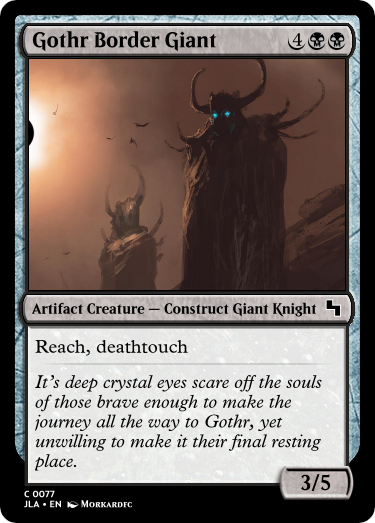 Gothr Border Giant 4
Artifact Creature — Construct Giant Knight
Reach, deathtouch
It's deep crystal eyes scare off the souls
of those brave enough to make the
journey all the way to Gothr, yet
unwilling to make it their final resting
place.
3/5
C 0077
JLA • EN Morkardfc